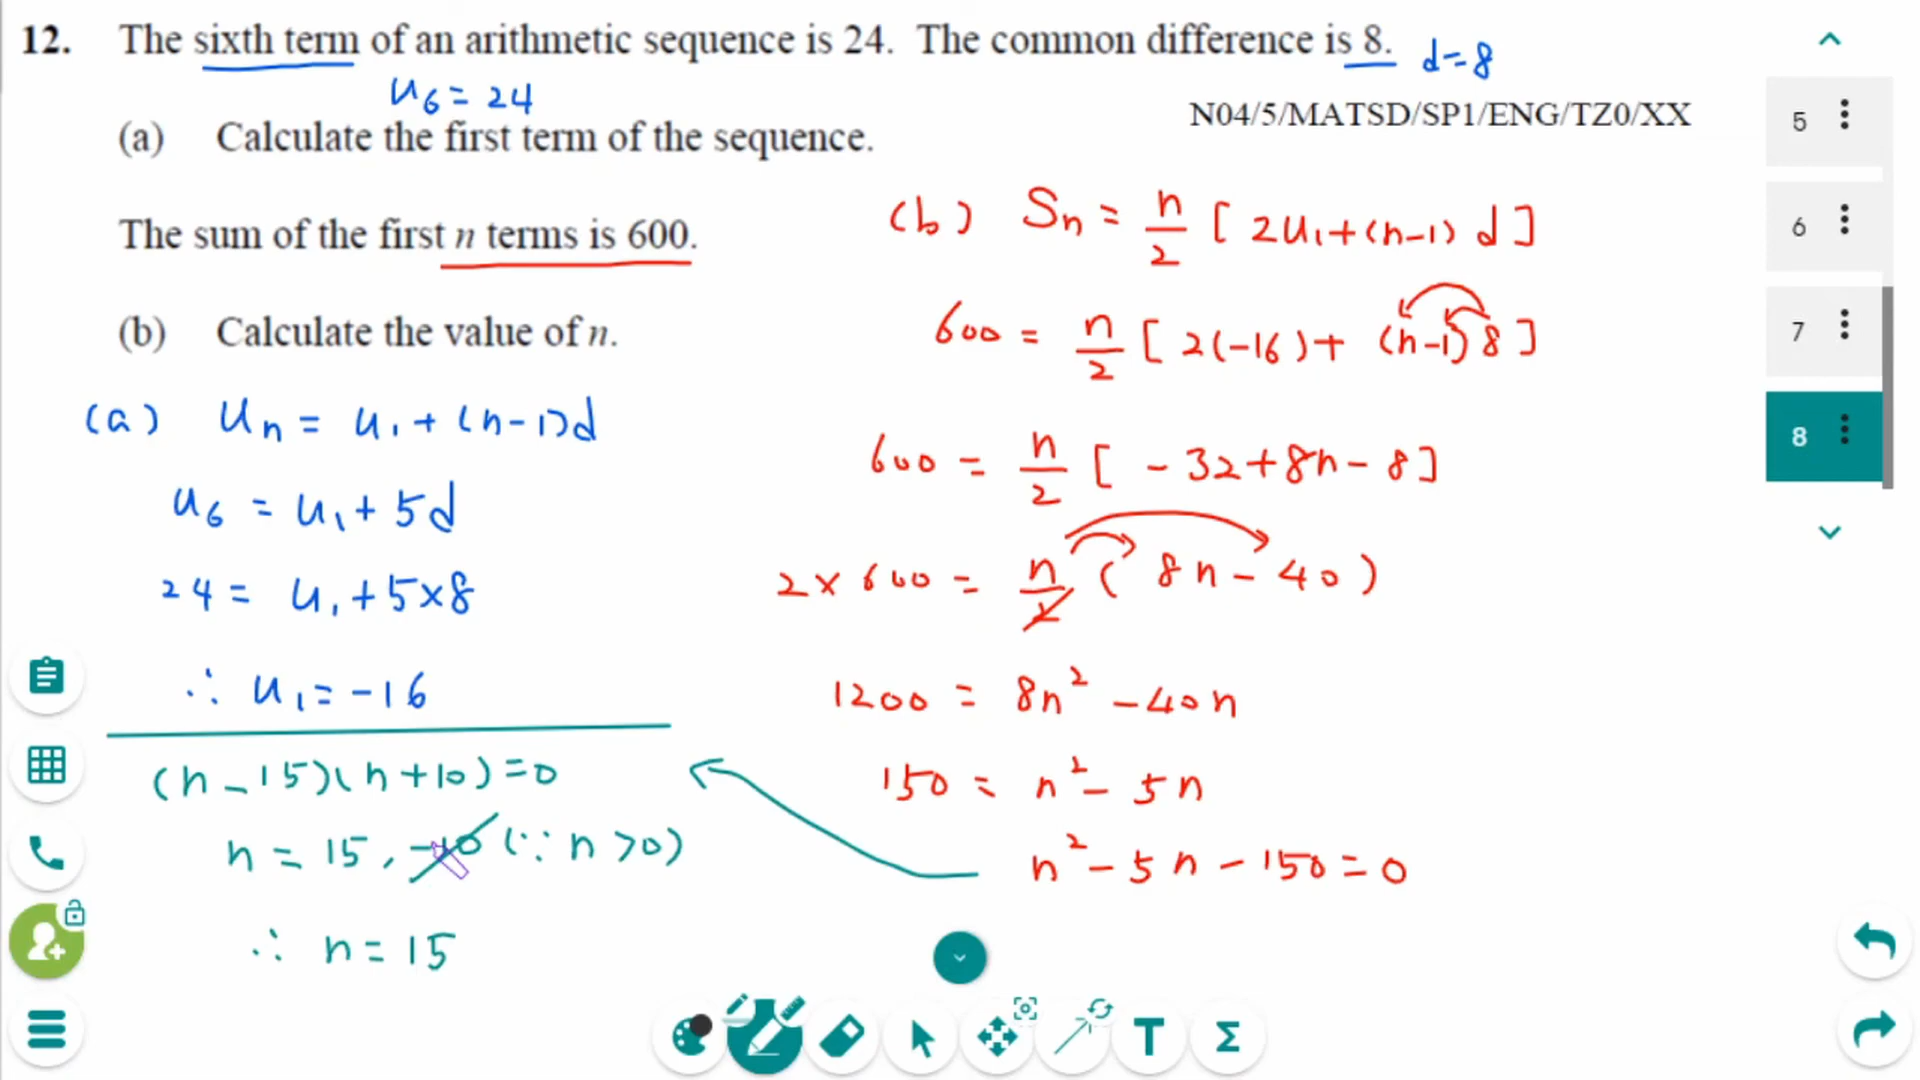 12. The sixth term of an arithmetic sequence is 24. The common difference is 8. d=8
u₆ = 24
N04/5/MATSD/SP1/ENG/TZ0/XX
(a) Calculate the first term of the sequence.
The sum of the first n terms is 600.
(b) Calculate the value of n.
(a) uₙ = u₁ + (n-1)d
u₆ = u₁ + 5d
24 = u₁ + 5×8
∴ u₁ = -16
(b) Sₙ = n/2 [ 2u₁ + (n-1) d ]
600 = n/2 [ 2(-16) + (n-1) 8 ]
600 = n/2 [ -32 + 8n - 8 ]
2 × 600 = n/2 ( 8n - 40 )
1200 = 8n² - 40n
150 = n² - 5n
n² - 5n - 150 = 0
(n-15)(n+10) = 0
n = 15, -10 (∵ n > 0)
∴ n = 15
5
6
7
8
T
Σ